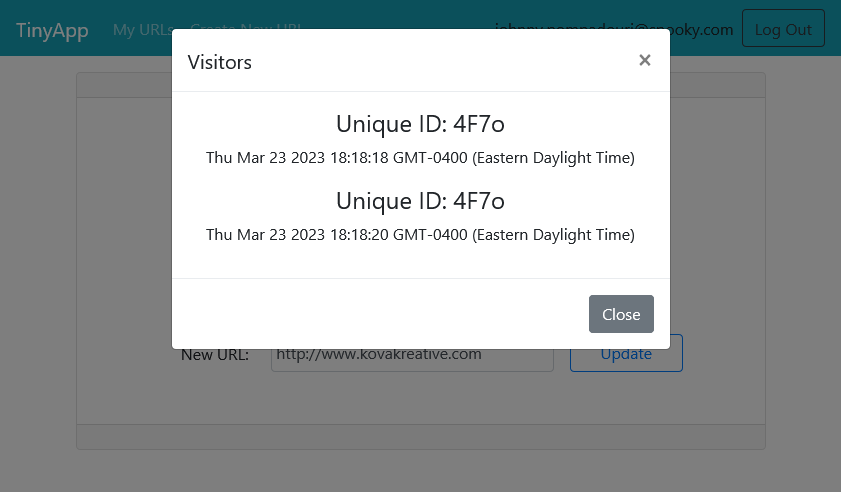 TinyApp My URLs Create New URL johnny.pompadouri@spooky.com Log Out
Visitors ×
Unique ID: 4F7o
Thu Mar 23 2023 18:18:18 GMT-0400 (Eastern Daylight Time)
Unique ID: 4F7o
Thu Mar 23 2023 18:18:20 GMT-0400 (Eastern Daylight Time)
Close
New URL: http://www.kovakreative.com Update